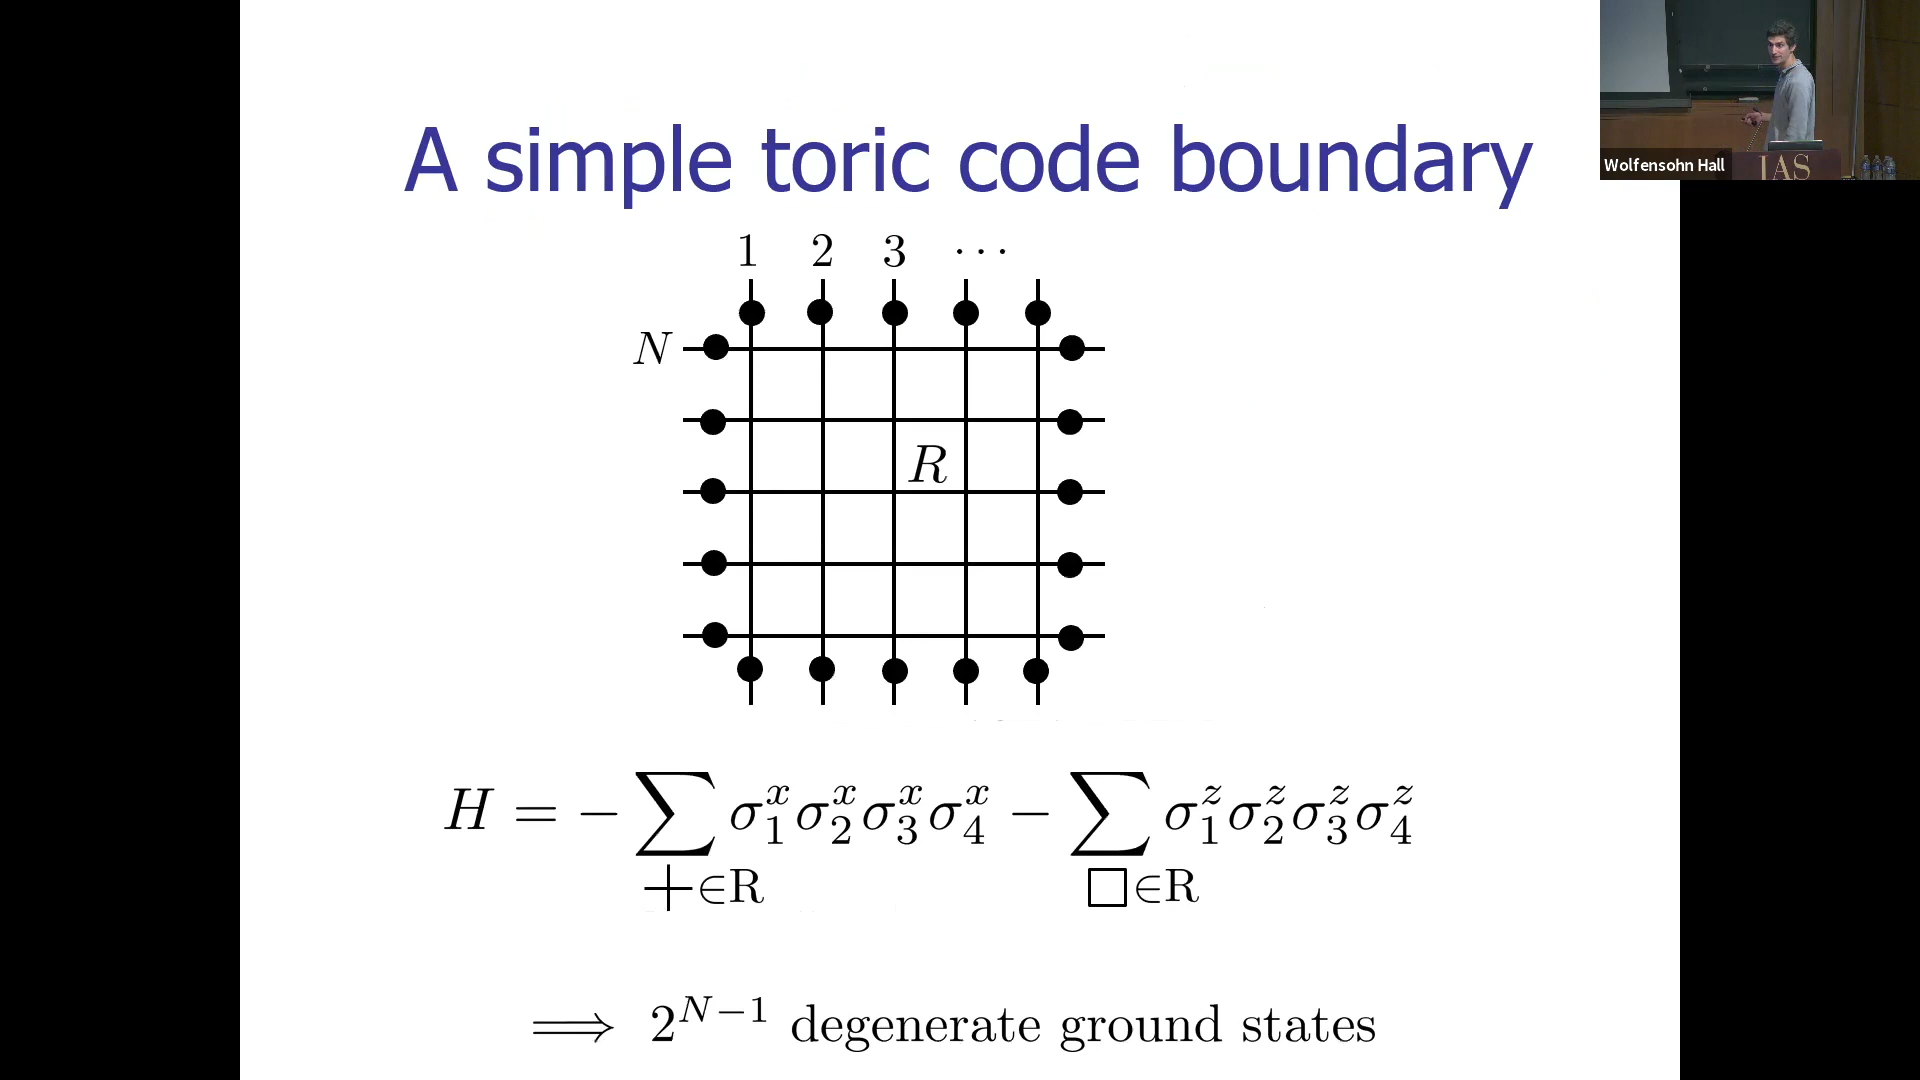 A simple toric code boundary
1 2 3 ⋯
N
R
H = − ∑ σ₁ˣσ₂ˣσ₃ˣσ₄ˣ − ∑ σ₁ᶻσ₂ᶻσ₃ᶻσ₄ᶻ
+∈R □∈R
⟹ 2^{N−1} degenerate ground states
Wolfensohn Hall
IAS